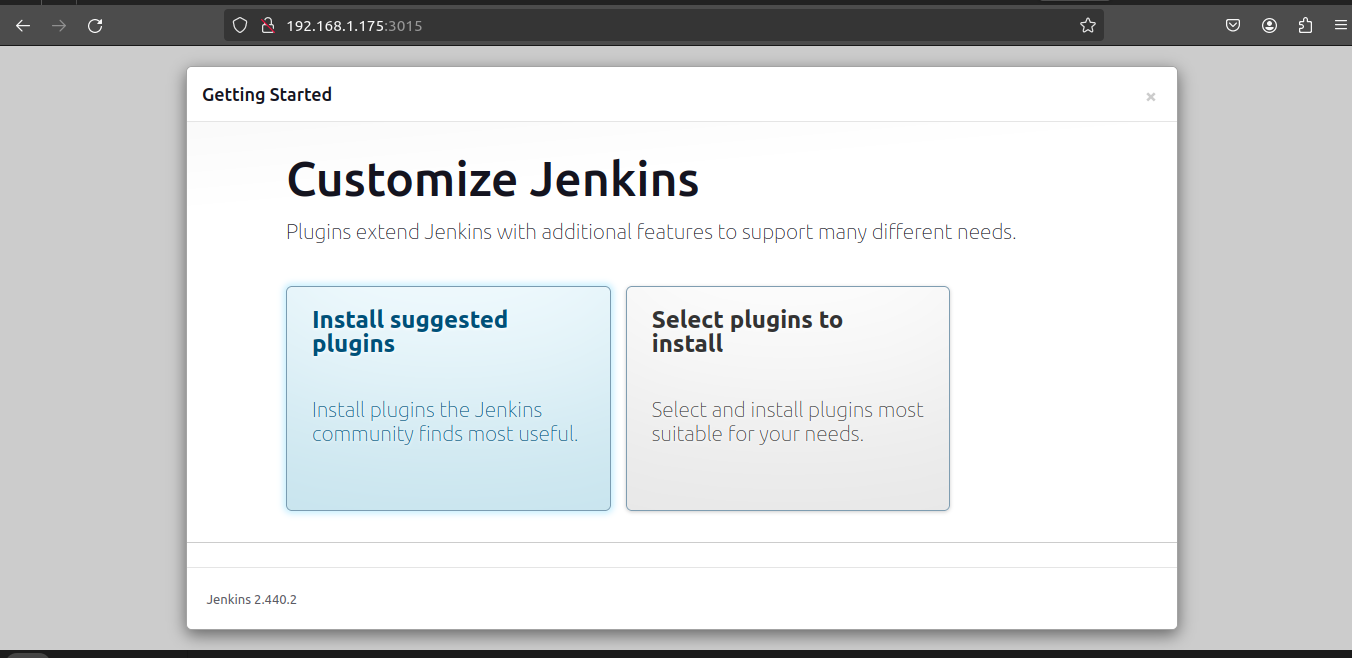 192.168.1.175:3015
Getting Started
×
Customize Jenkins
Plugins extend Jenkins with additional features to support many different needs.
Install suggested
plugins
Install plugins the Jenkins
community finds most useful.
Select plugins to
install
Select and install plugins most
suitable for your needs.
Jenkins 2.440.2